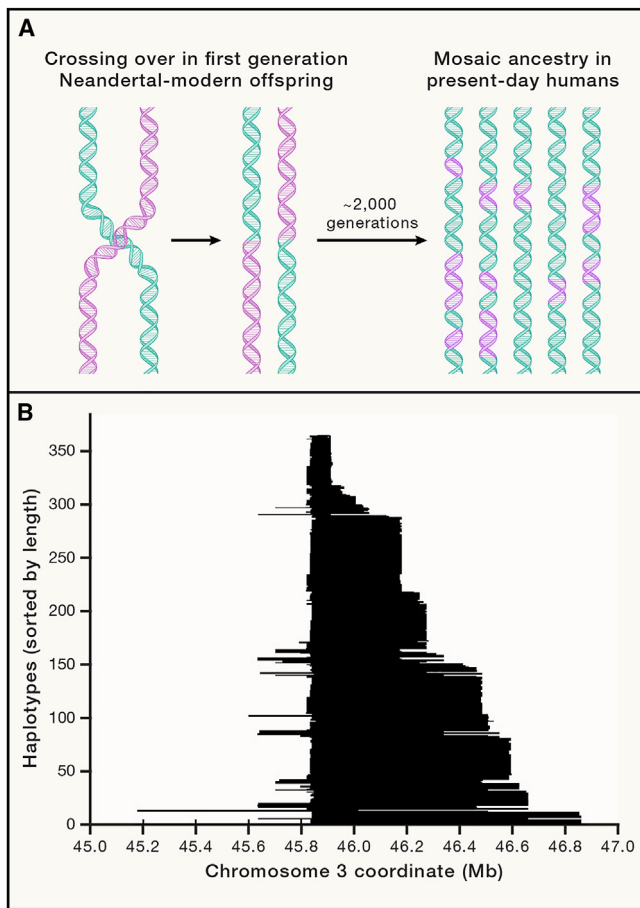 A
Crossing over in first generation
Neandertal-modern offspring
Mosaic ancestry in
present-day humans
~2,000
generations
B
Haplotypes (sorted by length)
350
300
250
200
150
100
50
0
45.0 45.2 45.4 45.6 45.8 46.0 46.2 46.4 46.6 46.8 47.0
Chromosome 3 coordinate (Mb)